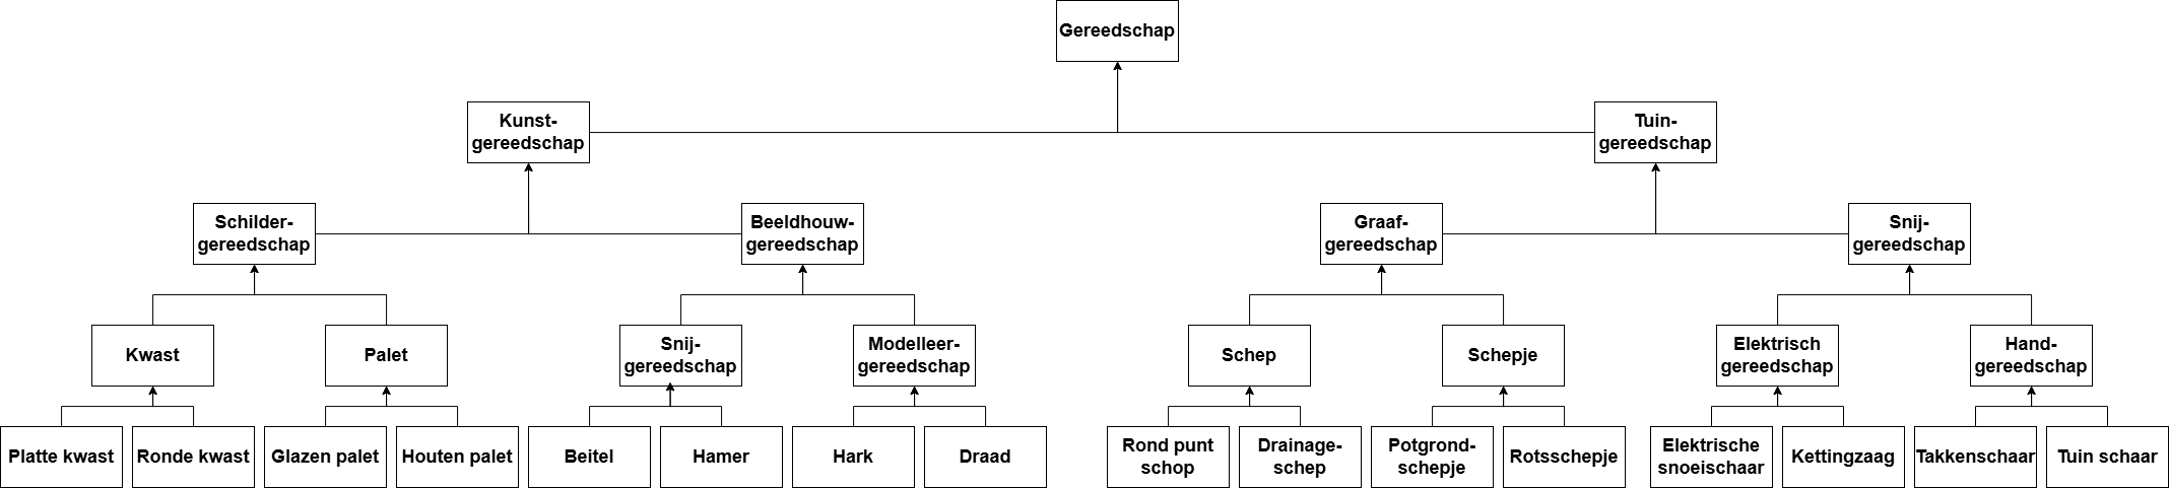 Gereedschap
Kunst-
gereedschap
Tuin-
gereedschap
Schilder-
gereedschap
Beeldhouw-
gereedschap
Graaf-
gereedschap
Snij-
gereedschap
Kwast
Palet
Snij-
gereedschap
Modelleer-
gereedschap
Schep
Schepje
Elektrisch
gereedschap
Hand-
gereedschap
Platte kwast
Ronde kwast
Glazen palet
Houten palet
Beitel
Hamer
Hark
Draad
Rond punt
schop
Drainage-
schep
Potgrond-
schepje
Rotsschepje
Elektrische
snoeischaar
Kettingzaag
Takkenschaar
Tuin schaar